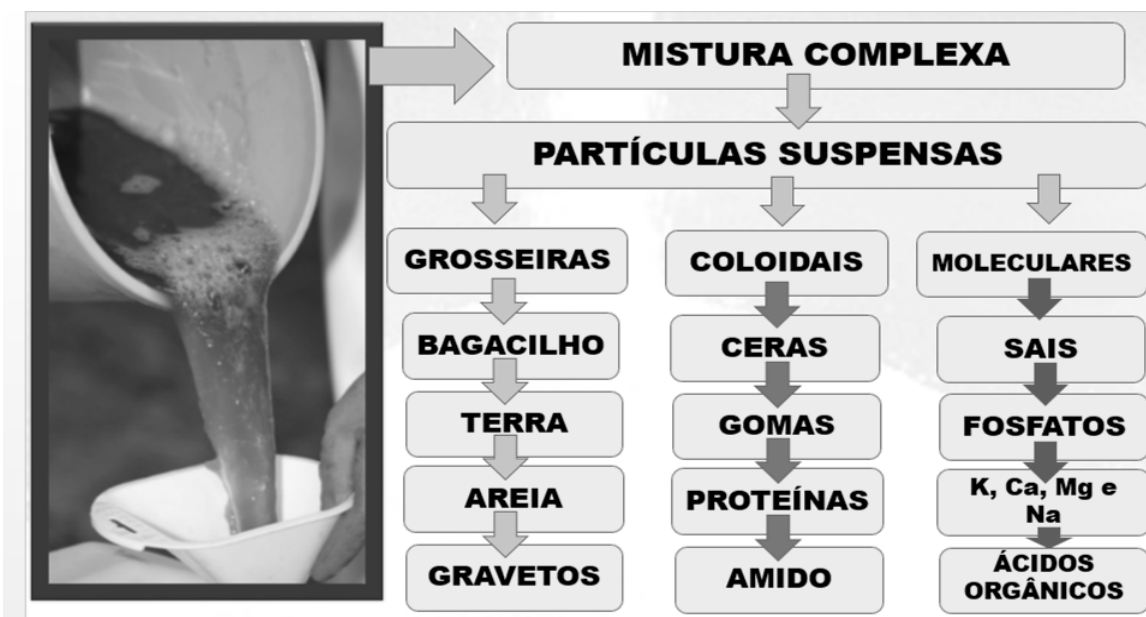 MISTURA COMPLEXA
PARTÍCULAS SUSPENSAS
GROSSEIRAS
BAGACILHO
TERRA
AREIA
GRAVETOS
COLOIDAIS
CERAS
GOMAS
PROTEÍNAS
AMIDO
MOLECULARES
SAIS
FOSFATOS
K, Ca, Mg e
Na
ÁCIDOS
ORGÂNICOS